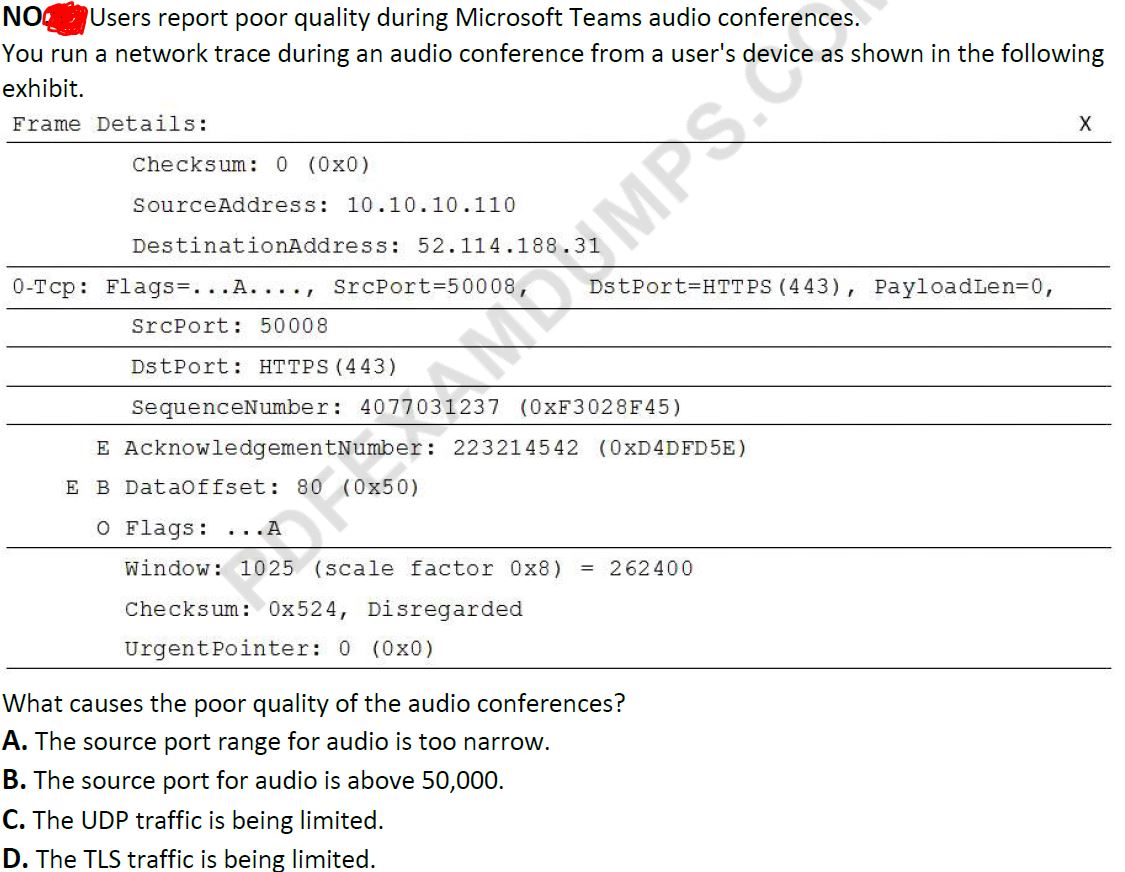 NO Users report poor quality during Microsoft Teams audio conferences.
You run a network trace during an audio conference from a user's device as shown in the following
exhibit.
Frame Details: X
Checksum: 0 (0x0)
SourceAddress: 10.10.10.110
DestinationAddress: 52.114.188.31
0-Tcp: Flags=...A...., SrcPort=50008, DstPort=HTTPS(443), PayloadLen=0,
SrcPort: 50008
DstPort: HTTPS(443)
SequenceNumber: 4077031237 (0xF3028F45)
E AcknowledgementNumber: 223214542 (0xD4DFD5E)
E B DataOffset: 80 (0x50)
O Flags: ...A
Window: 1025 (scale factor 0x8) = 262400
Checksum: 0x524, Disregarded
UrgentPointer: 0 (0x0)
What causes the poor quality of the audio conferences?
A. The source port range for audio is too narrow.
B. The source port for audio is above 50,000.
C. The UDP traffic is being limited.
D. The TLS traffic is being limited.
PDFEXAMDUMPS.COM